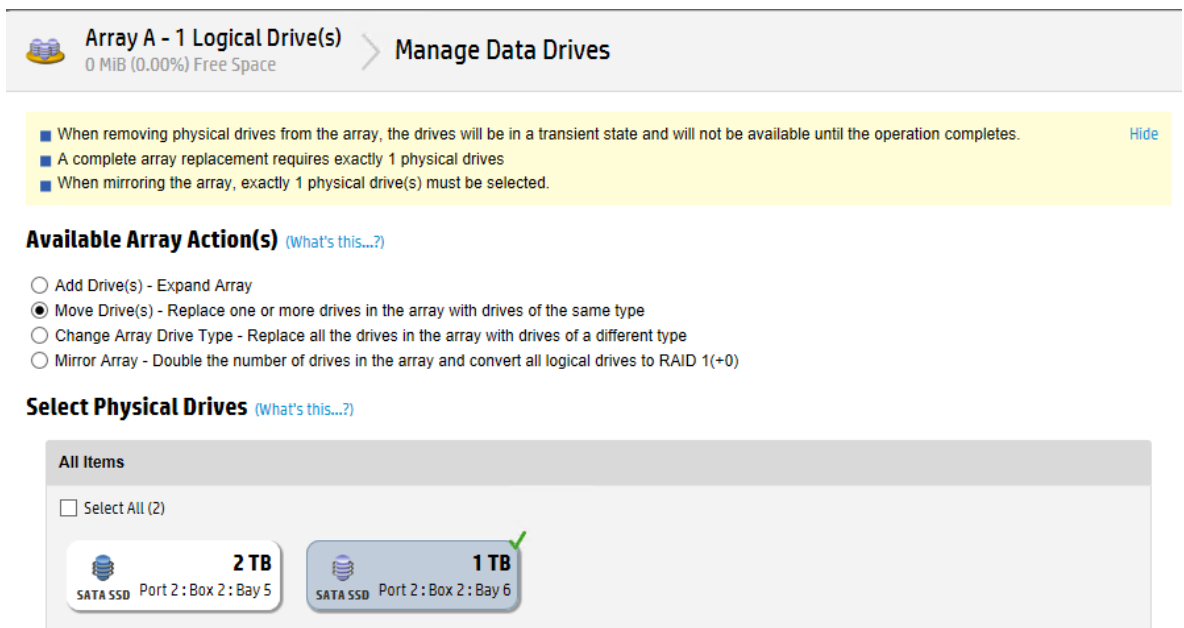 Array A - 1 Logical Drive(s)
0 MiB (0.00%) Free Space
Manage Data Drives
When removing physical drives from the array, the drives will be in a transient state and will not be available until the operation completes.
Hide
A complete array replacement requires exactly 1 physical drives
When mirroring the array, exactly 1 physical drive(s) must be selected.
Available Array Action(s) (What's this...?)
Add Drive(s) - Expand Array
Move Drive(s) - Replace one or more drives in the array with drives of the same type
Change Array Drive Type - Replace all the drives in the array with drives of a different type
Mirror Array - Double the number of drives in the array and convert all logical drives to RAID 1(+0)
Select Physical Drives (What's this...?)
All Items
Select All (2)
2 TB
SATA SSD Port 2 : Box 2 : Bay 5
1 TB
SATA SSD Port 2 : Box 2 : Bay 6